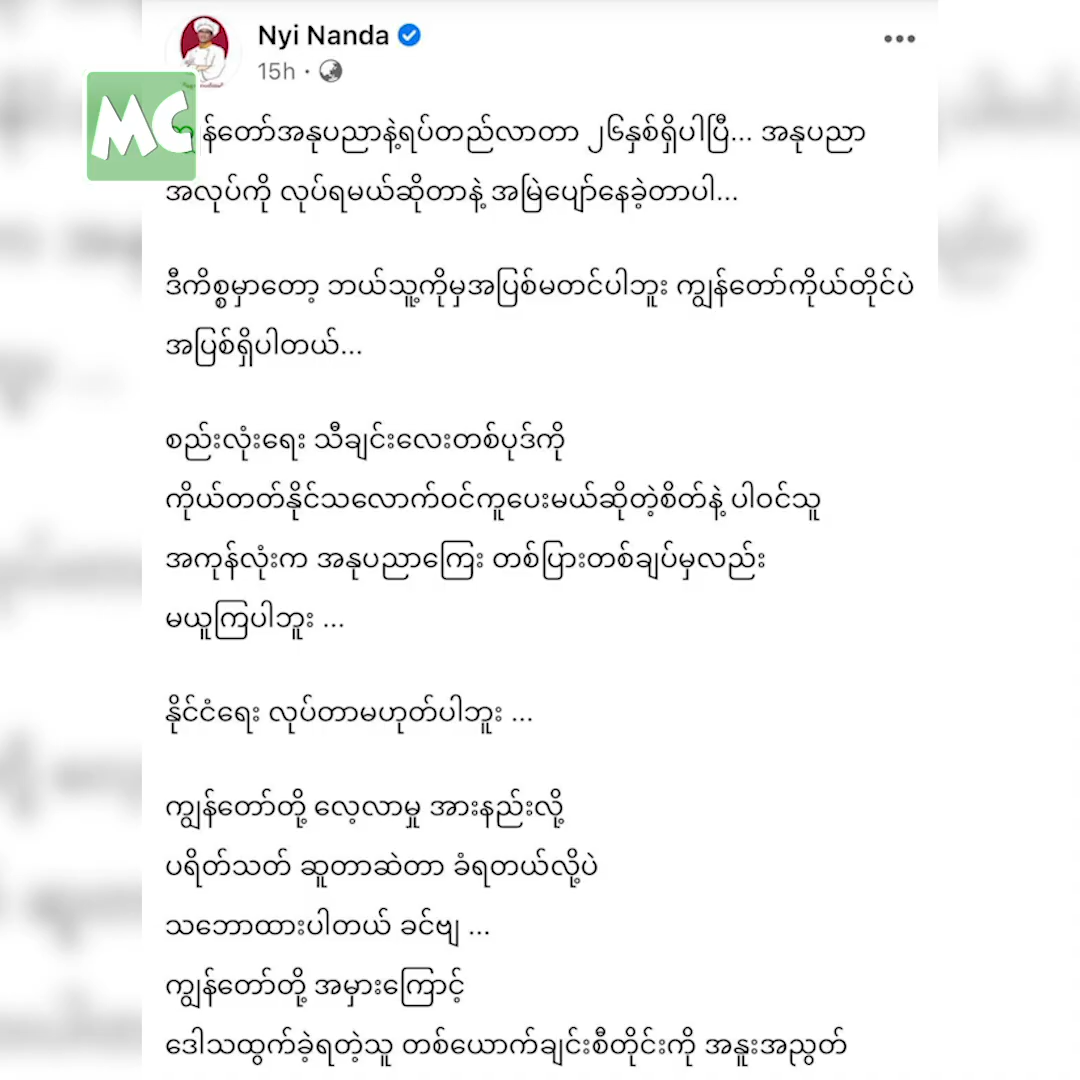 Nyi Nanda
15h ·
MC
န်တော်အနုပညာနဲ့ရပ်တည်လာတာ ၂၆နှစ်ရှိပါပြီ... အနုပညာ
အလုပ်ကို လုပ်ရမယ်ဆိုတာနဲ့ အမြဲပျော်နေခဲ့တာပါ...
ဒီကိစ္စမှာတော့ ဘယ်သူ့ကိုမှအပြစ်မတင်ပါဘူး ကျွန်တော်ကိုယ်တိုင်ပဲ
အပြစ်ရှိပါတယ်...
စည်းလုံးရေး သီချင်းလေးတစ်ပုဒ်ကို
ကိုယ်တတ်နိုင်သလောက်ဝင်ကူပေးမယ်ဆိုတဲ့စိတ်နဲ့ ပါဝင်သူ
အကုန်လုံးက အနုပညာကြေး တစ်ပြားတစ်ချပ်မှလည်း
မယူကြပါဘူး ...
နိုင်ငံရေး လုပ်တာမဟုတ်ပါဘူး ...
ကျွန်တော်တို့ လေ့လာမှု အားနည်းလို့
ပရိတ်သတ် ဆူတာဆဲတာ ခံရတယ်လို့ပဲ
သဘောထားပါတယ် ခင်ဗျ ...
ကျွန်တော်တို့ အမှားကြောင့်
ဒေါသထွက်ခဲ့ရတဲ့သူ တစ်ယောက်ချင်းစီတိုင်းကို အနူးအညွတ်